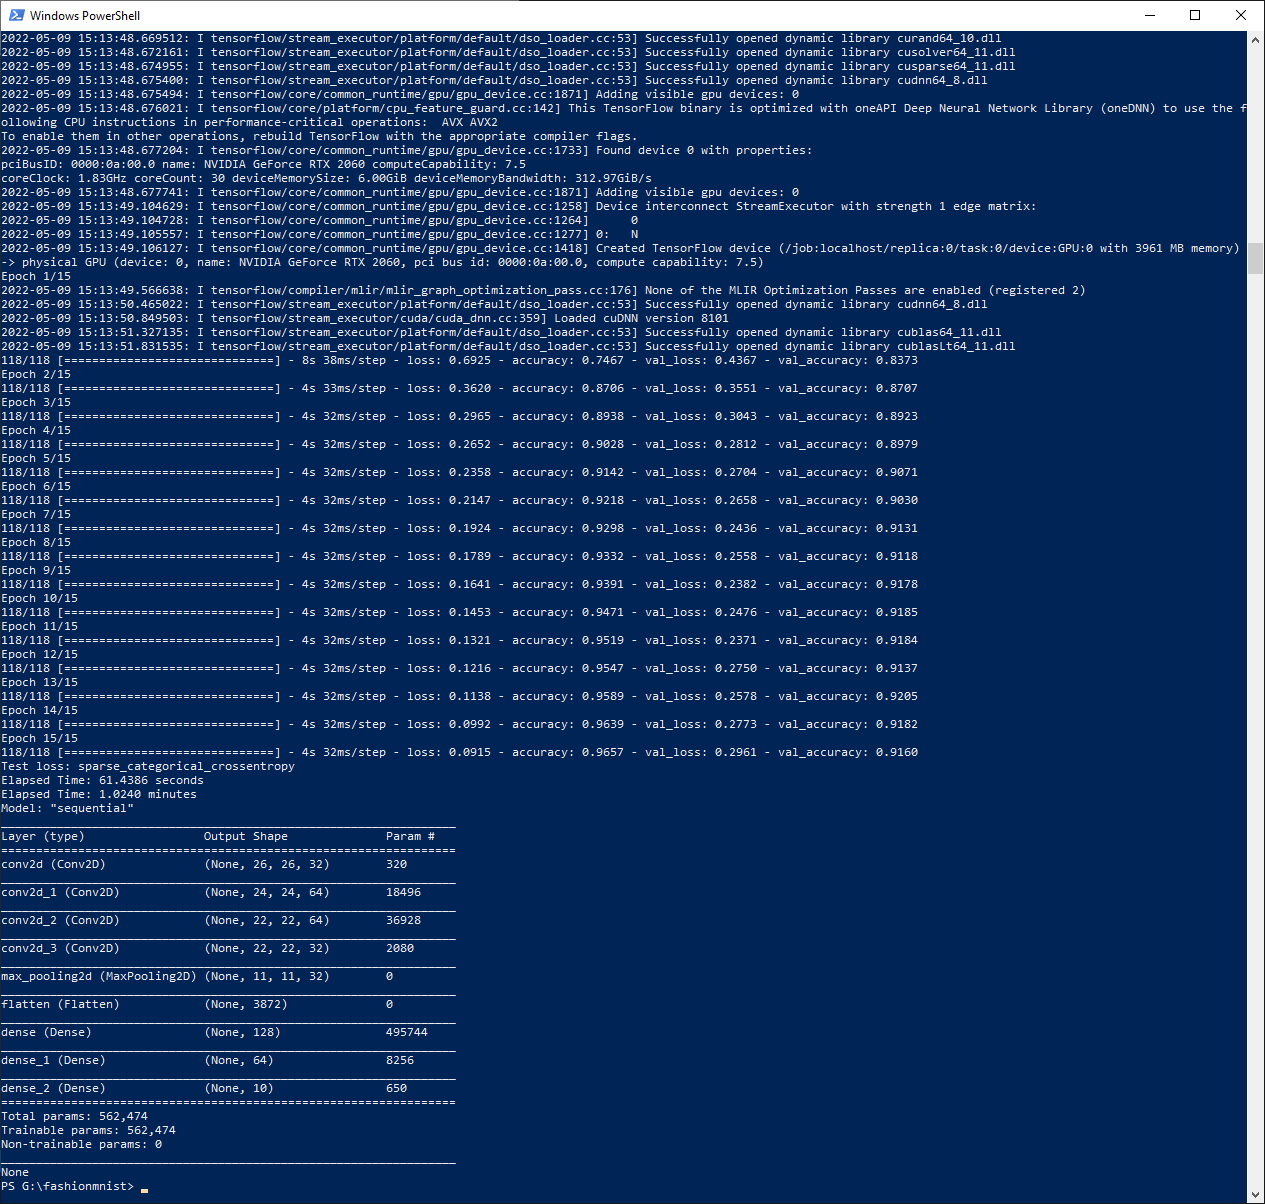 Windows PowerShell
2022-05-09 15:13:48.669512: I tensorflow/stream_executor/platform/default/dso_loader.cc:53] Successfully opened dynamic library curand64_10.dll
2022-05-09 15:13:48.672161: I tensorflow/stream_executor/platform/default/dso_loader.cc:53] Successfully opened dynamic library cusolver64_11.dll
2022-05-09 15:13:48.674955: I tensorflow/stream_executor/platform/default/dso_loader.cc:53] Successfully opened dynamic library cusparse64_11.dll
2022-05-09 15:13:48.675400: I tensorflow/stream_executor/platform/default/dso_loader.cc:53] Successfully opened dynamic library cudnn64_8.dll
2022-05-09 15:13:48.675494: I tensorflow/core/common_runtime/gpu/gpu_device.cc:1871] Adding visible gpu devices: 0
2022-05-09 15:13:48.676021: I tensorflow/core/platform/cpu_feature_guard.cc:142] This TensorFlow binary is optimized with oneAPI Deep Neural Network Library (oneDNN) to use the f
ollowing CPU instructions in performance-critical operations:  AVX AVX2
To enable them in other operations, rebuild TensorFlow with the appropriate compiler flags.
2022-05-09 15:13:48.677204: I tensorflow/core/common_runtime/gpu/gpu_device.cc:1733] Found device 0 with properties:
pciBusID: 0000:0a:00.0 name: NVIDIA GeForce RTX 2060 computeCapability: 7.5
coreClock: 1.83GHz coreCount: 30 deviceMemorySize: 6.00GiB deviceMemoryBandwidth: 312.97GiB/s
2022-05-09 15:13:48.677741: I tensorflow/core/common_runtime/gpu/gpu_device.cc:1871] Adding visible gpu devices: 0
2022-05-09 15:13:49.104629: I tensorflow/core/common_runtime/gpu/gpu_device.cc:1258] Device interconnect StreamExecutor with strength 1 edge matrix:
2022-05-09 15:13:49.104728: I tensorflow/core/common_runtime/gpu/gpu_device.cc:1264]      0
2022-05-09 15:13:49.105557: I tensorflow/core/common_runtime/gpu/gpu_device.cc:1277] 0:   N
2022-05-09 15:13:49.106127: I tensorflow/core/common_runtime/gpu/gpu_device.cc:1418] Created TensorFlow device (/job:localhost/replica:0/task:0/device:GPU:0 with 3961 MB memory)
-> physical GPU (device: 0, name: NVIDIA GeForce RTX 2060, pci bus id: 0000:0a:00.0, compute capability: 7.5)
Epoch 1/15
2022-05-09 15:13:49.566638: I tensorflow/compiler/mlir/mlir_graph_optimization_pass.cc:176] None of the MLIR Optimization Passes are enabled (registered 2)
2022-05-09 15:13:50.465022: I tensorflow/stream_executor/platform/default/dso_loader.cc:53] Successfully opened dynamic library cudnn64_8.dll
2022-05-09 15:13:50.849503: I tensorflow/stream_executor/cuda/cuda_dnn.cc:359] Loaded cuDNN version 8101
2022-05-09 15:13:51.327135: I tensorflow/stream_executor/platform/default/dso_loader.cc:53] Successfully opened dynamic library cublas64_11.dll
2022-05-09 15:13:51.831535: I tensorflow/stream_executor/platform/default/dso_loader.cc:53] Successfully opened dynamic library cublasLt64_11.dll
118/118 [==============================] - 8s 38ms/step - loss: 0.6925 - accuracy: 0.7467 - val_loss: 0.4367 - val_accuracy: 0.8373
Epoch 2/15
118/118 [==============================] - 4s 33ms/step - loss: 0.3620 - accuracy: 0.8706 - val_loss: 0.3551 - val_accuracy: 0.8707
Epoch 3/15
118/118 [==============================] - 4s 32ms/step - loss: 0.2965 - accuracy: 0.8938 - val_loss: 0.3043 - val_accuracy: 0.8923
Epoch 4/15
118/118 [==============================] - 4s 32ms/step - loss: 0.2652 - accuracy: 0.9028 - val_loss: 0.2812 - val_accuracy: 0.8979
Epoch 5/15
118/118 [==============================] - 4s 32ms/step - loss: 0.2358 - accuracy: 0.9142 - val_loss: 0.2704 - val_accuracy: 0.9071
Epoch 6/15
118/118 [==============================] - 4s 32ms/step - loss: 0.2147 - accuracy: 0.9218 - val_loss: 0.2658 - val_accuracy: 0.9030
Epoch 7/15
118/118 [==============================] - 4s 32ms/step - loss: 0.1924 - accuracy: 0.9298 - val_loss: 0.2436 - val_accuracy: 0.9131
Epoch 8/15
118/118 [==============================] - 4s 32ms/step - loss: 0.1789 - accuracy: 0.9332 - val_loss: 0.2558 - val_accuracy: 0.9118
Epoch 9/15
118/118 [==============================] - 4s 32ms/step - loss: 0.1641 - accuracy: 0.9391 - val_loss: 0.2382 - val_accuracy: 0.9178
Epoch 10/15
118/118 [==============================] - 4s 32ms/step - loss: 0.1453 - accuracy: 0.9471 - val_loss: 0.2476 - val_accuracy: 0.9185
Epoch 11/15
118/118 [==============================] - 4s 32ms/step - loss: 0.1321 - accuracy: 0.9519 - val_loss: 0.2371 - val_accuracy: 0.9184
Epoch 12/15
118/118 [==============================] - 4s 32ms/step - loss: 0.1216 - accuracy: 0.9547 - val_loss: 0.2750 - val_accuracy: 0.9137
Epoch 13/15
118/118 [==============================] - 4s 32ms/step - loss: 0.1138 - accuracy: 0.9589 - val_loss: 0.2578 - val_accuracy: 0.9205
Epoch 14/15
118/118 [==============================] - 4s 32ms/step - loss: 0.0992 - accuracy: 0.9639 - val_loss: 0.2773 - val_accuracy: 0.9182
Epoch 15/15
118/118 [==============================] - 4s 32ms/step - loss: 0.0915 - accuracy: 0.9657 - val_loss: 0.2961 - val_accuracy: 0.9160
Test loss: sparse_categorical_crossentropy
Elapsed Time: 61.4386 seconds
Elapsed Time: 1.0240 minutes
Model: "sequential"
_________________________________________________________________
Layer (type)                 Output Shape              Param #
=================================================================
conv2d (Conv2D)              (None, 26, 26, 32)        320
_________________________________________________________________
conv2d_1 (Conv2D)            (None, 24, 24, 64)        18496
_________________________________________________________________
conv2d_2 (Conv2D)            (None, 22, 22, 64)        36928
_________________________________________________________________
conv2d_3 (Conv2D)            (None, 22, 22, 32)        2080
_________________________________________________________________
max_pooling2d (MaxPooling2D) (None, 11, 11, 32)        0
_________________________________________________________________
flatten (Flatten)            (None, 3872)              0
_________________________________________________________________
dense (Dense)                (None, 128)               495744
_________________________________________________________________
dense_1 (Dense)              (None, 64)                8256
_________________________________________________________________
dense_2 (Dense)              (None, 10)                650
=================================================================
Total params: 562,474
Trainable params: 562,474
Non-trainable params: 0
_________________________________________________________________
None
PS G:\fashionmnist>